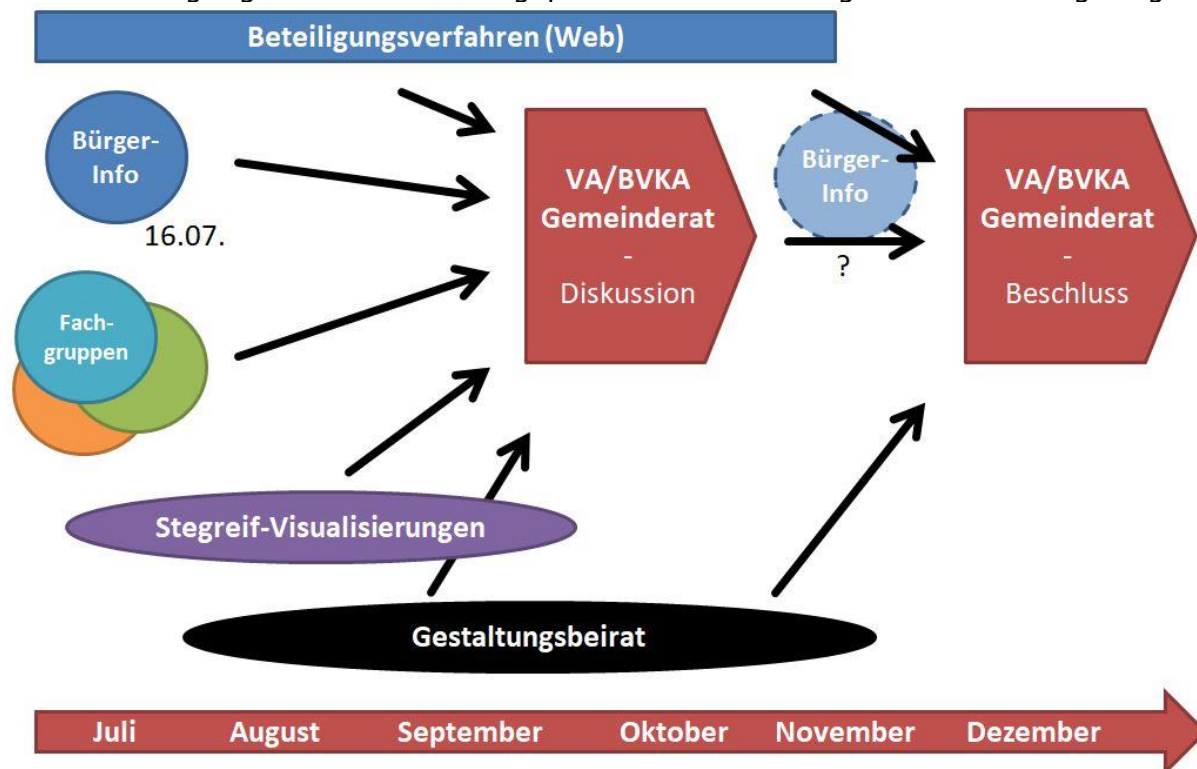 Beteiligungsverfahren (Web)
Bürger-
Info
16.07.
Fach-
gruppen
VA/BVKA
Gemeinderat
-
Diskussion
Bürger-
Info
?
VA/BVKA
Gemeinderat
-
Beschluss
Stegreif-Visualisierungen
Gestaltungsbeirat
Juli August September Oktober November Dezember